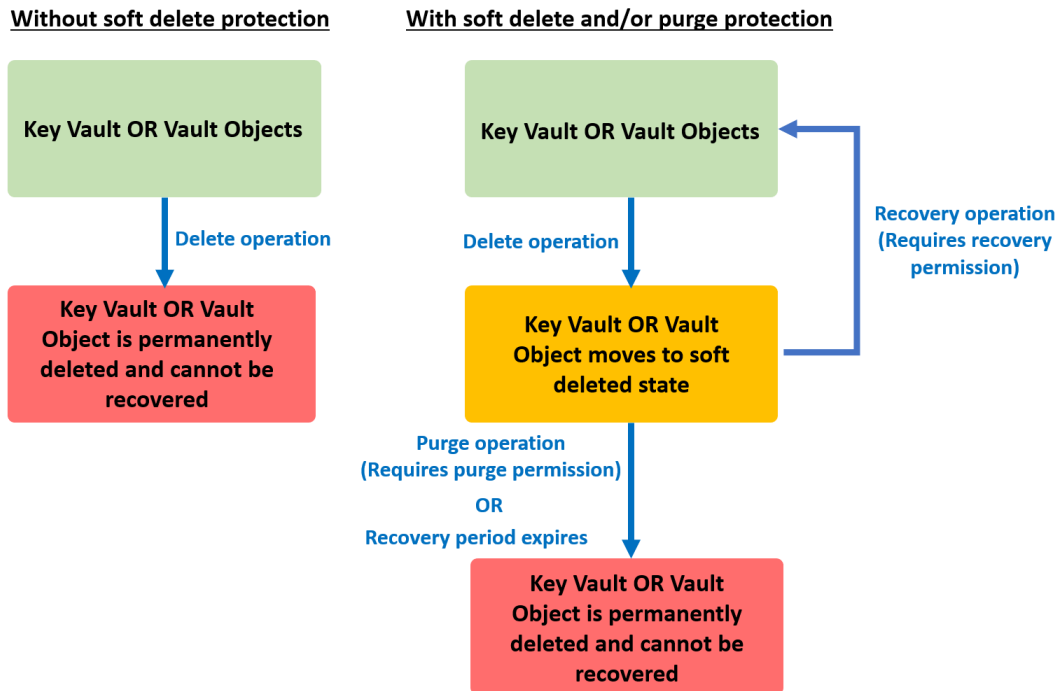 Without soft delete protection
Key Vault OR Vault Objects
Delete operation
Key Vault OR Vault
Object is permanently
deleted and cannot be
recovered
With soft delete and/or purge protection
Key Vault OR Vault Objects
Delete operation
Recovery operation
(Requires recovery
permission)
Key Vault OR Vault
Object moves to soft
deleted state
Purge operation
(Requires purge permission)
OR
Recovery period expires
Key Vault OR Vault
Object is permanently
deleted and cannot be
recovered